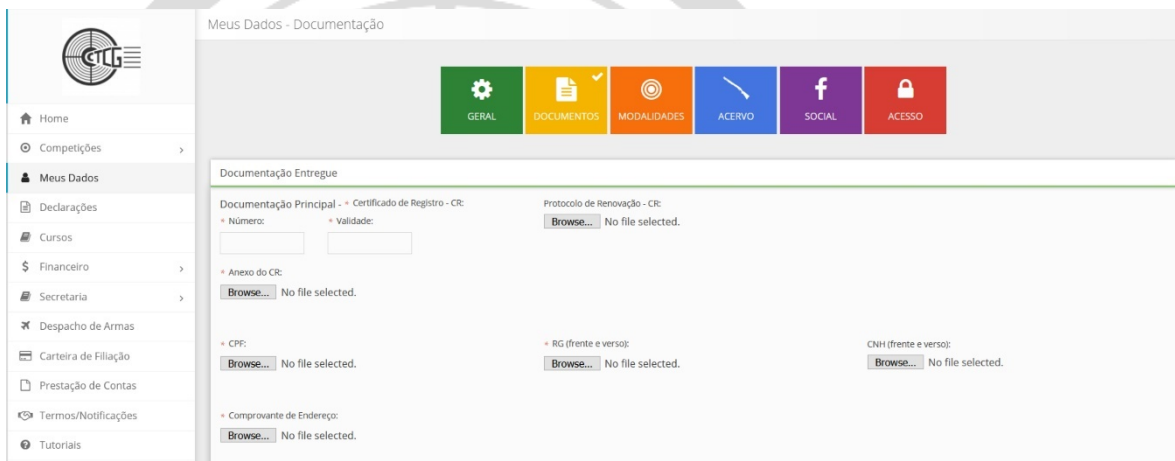 Meus Dados - Documentação
CTCG
GERAL
DOCUMENTOS
MODALIDADES
ACERVO
SOCIAL
ACESSO
Home
Competições
Meus Dados
Declarações
Cursos
Financeiro
Secretaria
Despacho de Armas
Carteira de Filiação
Prestação de Contas
Termos/Notificações
Tutoriais
Documentação Entregue
Documentação Principal - * Certificado de Registro - CR:
Protocolo de Renovação - CR:
* Número: * Validade:
Browse... No file selected.
* Anexo do CR:
Browse... No file selected.
* CPF:
Browse... No file selected.
* RG (frente e verso):
Browse... No file selected.
CNH (frente e verso):
Browse... No file selected.
* Comprovante de Endereço:
Browse... No file selected.